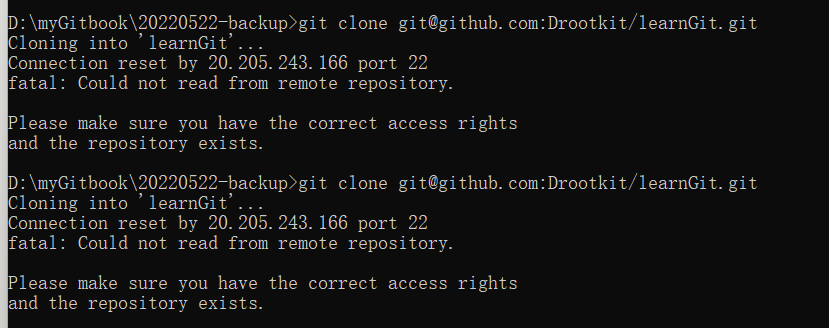 D:\myGitbook\20220522-backup>git clone git@github.com:Drootkit/learnGit.git
Cloning into 'learnGit'...
Connection reset by 20.205.243.166 port 22
fatal: Could not read from remote repository.
Please make sure you have the correct access rights
and the repository exists.
D:\myGitbook\20220522-backup>git clone git@github.com:Drootkit/learnGit.git
Cloning into 'learnGit'...
Connection reset by 20.205.243.166 port 22
fatal: Could not read from remote repository.
Please make sure you have the correct access rights
and the repository exists.